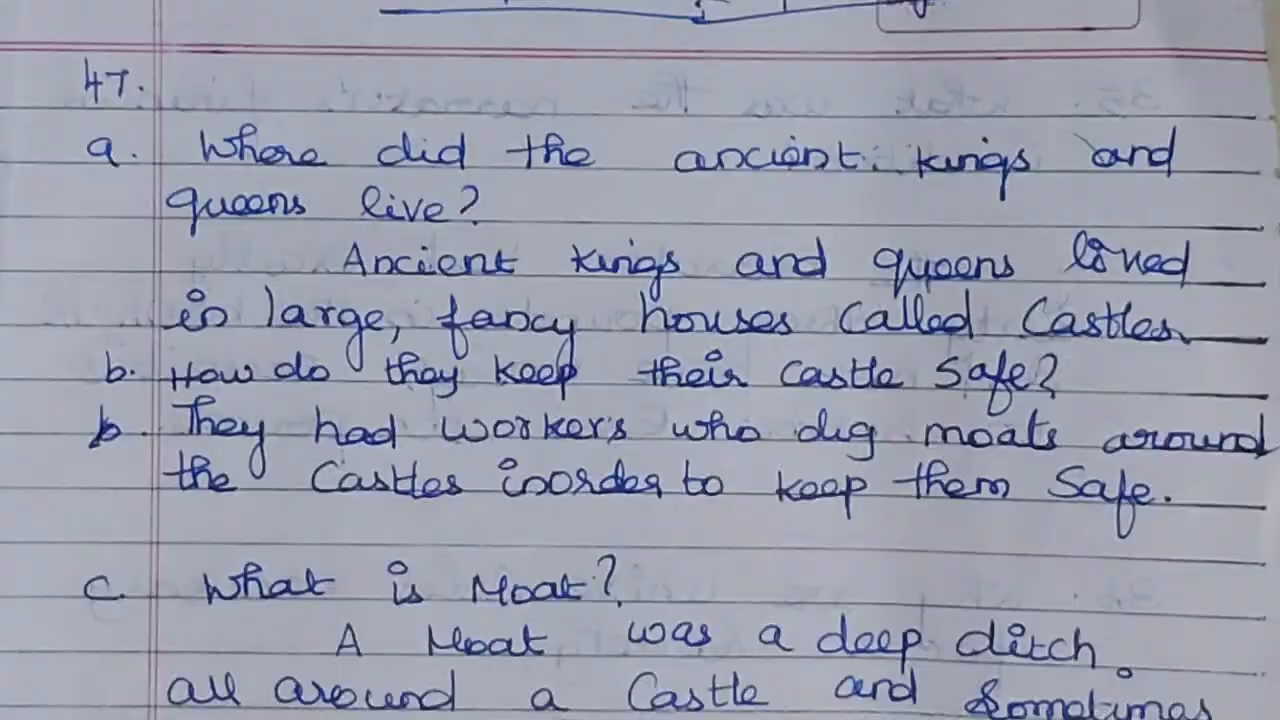 47.
a. Where did the ancient kings and
queens live?
Ancient kings and queens lived
in large, fancy houses called Castles
b. How do they keep their castle safe?
b. They had workers who dig moats around
the Castles inorder to keep them Safe.
c. What is Moat?
A Moat was a deep ditch
all around a Castle and Sometimes